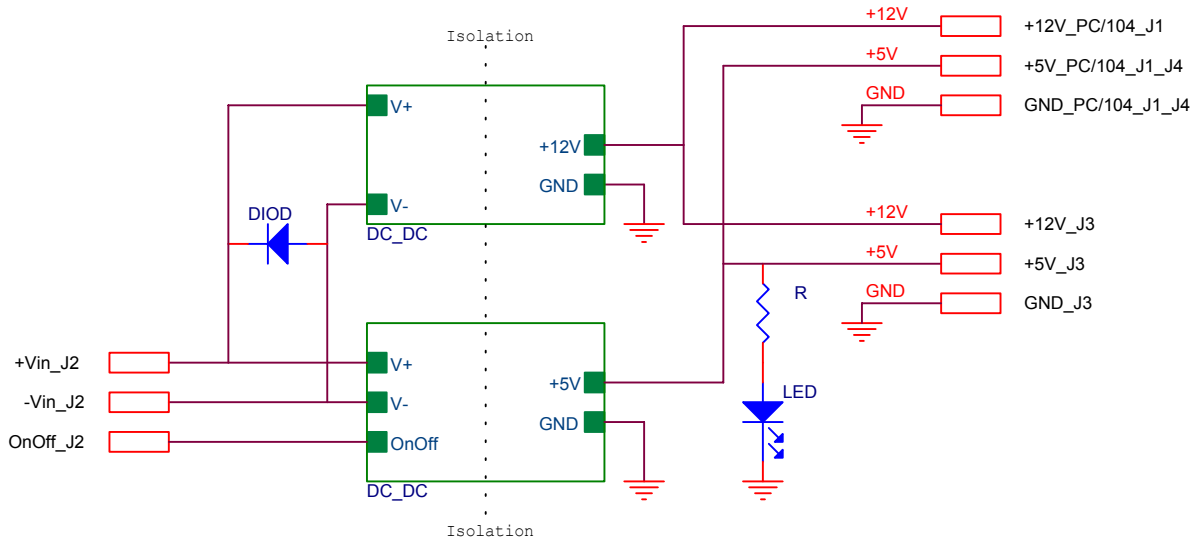 +12V
+12V_PC/104_J1
Isolation
+5V
+5V_PC/104_J1_J4
GND
GND_PC/104_J1_J4
V+
+12V
GND
V-
DC_DC
DIOD
+12V
+12V_J3
+5V
+5V_J3
GND
GND_J3
R
+Vin_J2
V+
-Vin_J2
V-
OnOff_J2
OnOff
+5V
GND
DC_DC
LED
Isolation